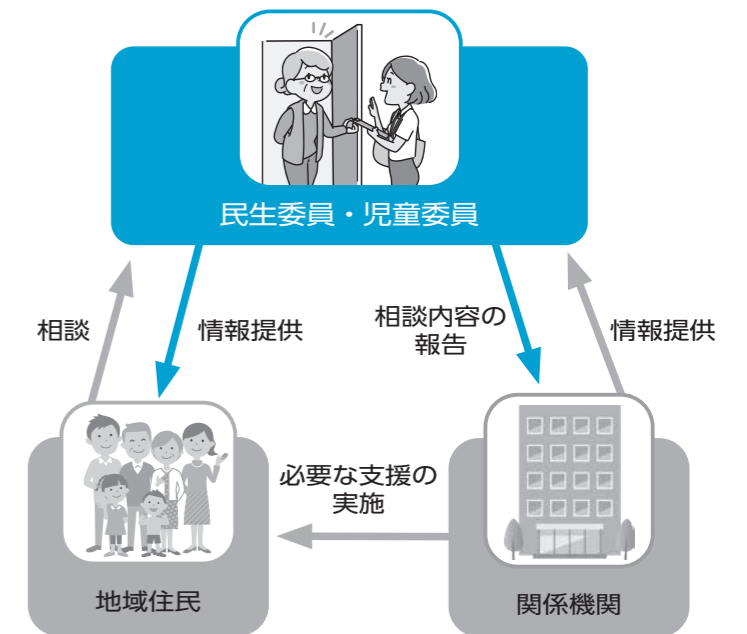 民生委員・児童委員
相談
情報提供
相談内容の
報告
情報提供
必要な支援の
実施
地域住民
関係機関